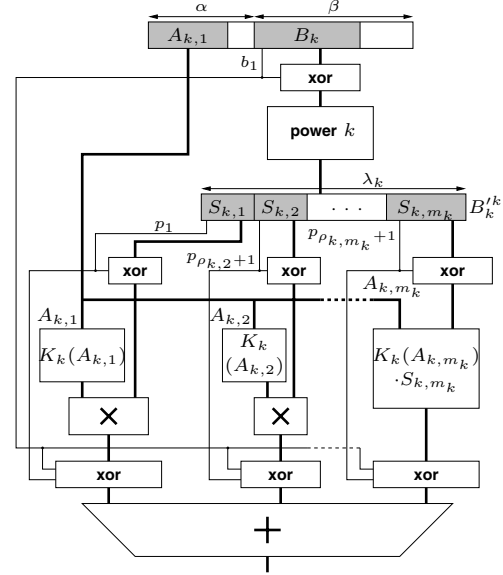 α β
A_{k,1} B_k
b_1
xor
power k
λ_k
S_{k,1} S_{k,2} · · · S_{k,m_k} B'^k_k
p_1
p_{ρ_{k,2}+1} p_{ρ_{k,m_k}+1}
xor xor xor
A_{k,m_k}
A_{k,1} A_{k,2}
K_k(A_{k,1}) K_k K_k(A_{k,m_k})
(A_{k,2}) ·S_{k,m_k}
× ×
xor xor xor
+